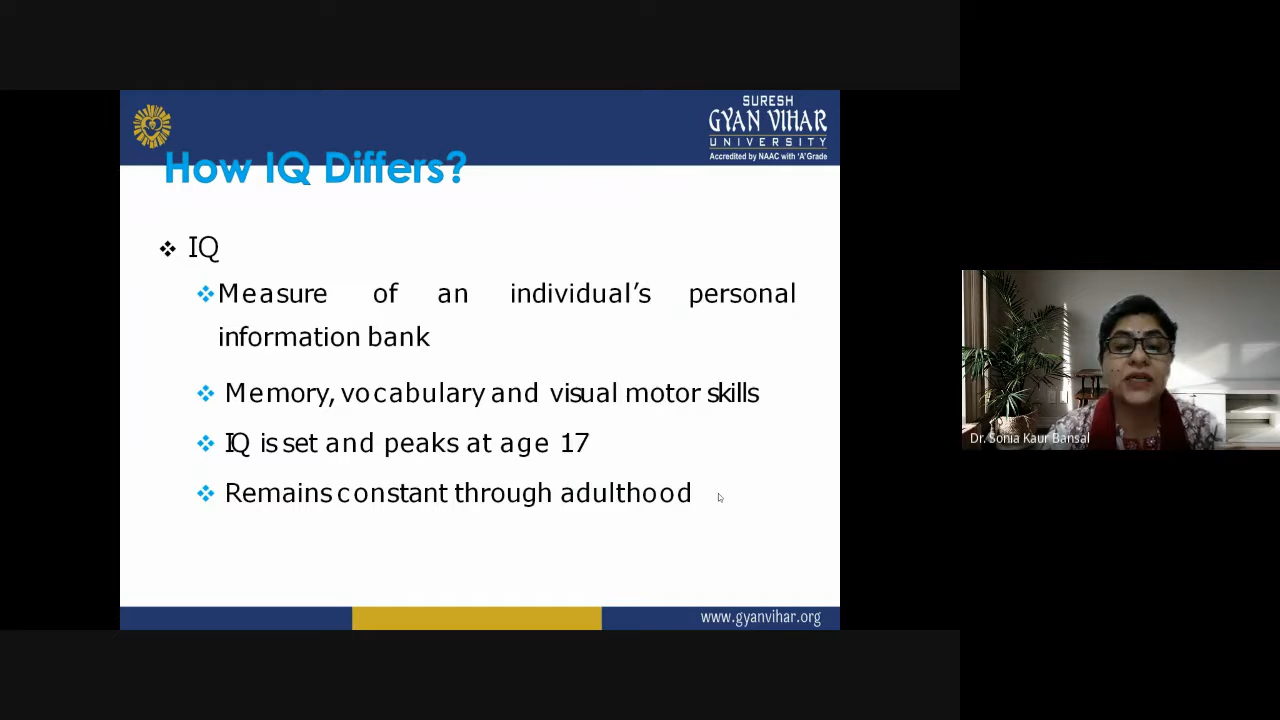 SURESH
GYAN VIHAR
UNIVERSITY
Accredited by NAAC with 'A' Grade
How IQ Differs?
IQ
Measure of an individual's personal
information bank
Memory, vocabulary and visual motor skills
IQ is set and peaks at age 17
Remains constant through adulthood
Dr. Sonia Kaur Bansal
www.gyanvihar.org